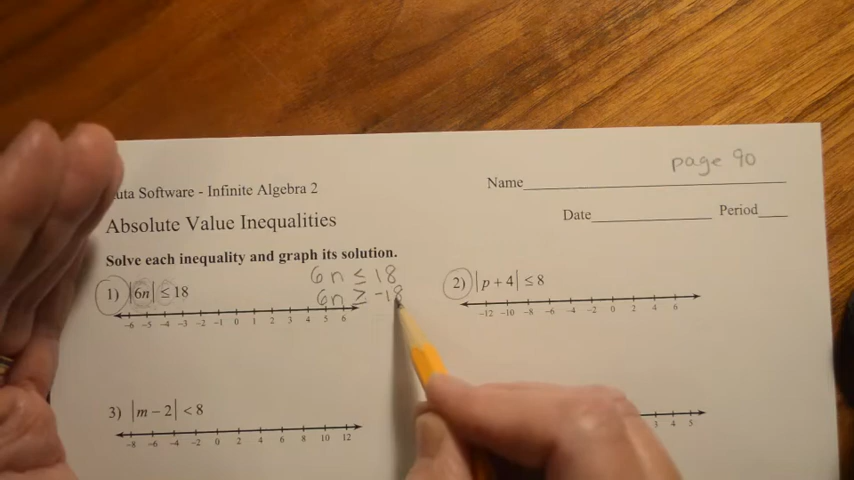 page 90
uta Software - Infinite Algebra 2
Name
Absolute Value Inequalities
Date Period
Solve each inequality and graph its solution.
6n ≤ 18
6n ≥ -18
1) |6n| ≤ 18
-6 -5 -4 -3 -2 -1 0 1 2 3 4 5 6
2) |p + 4| ≤ 8
-12 -10 -8 -6 -4 -2 0 2 4 6
3) |m − 2| < 8
-8 -6 -4 -2 0 2 4 6 8 10 12
3 4 5